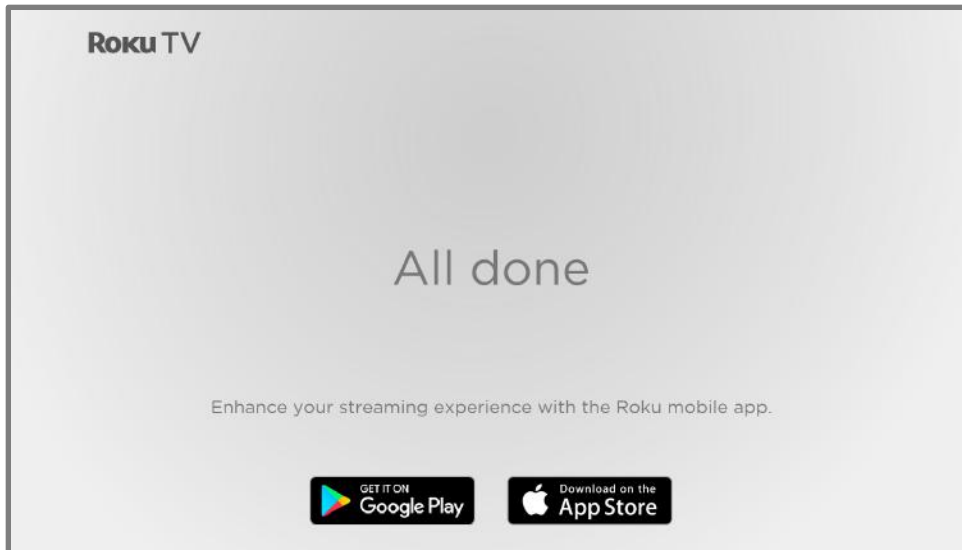 Roku TV
All done
Enhance your streaming experience with the Roku mobile app.
GET IT ON
Google Play
Download on the
App Store